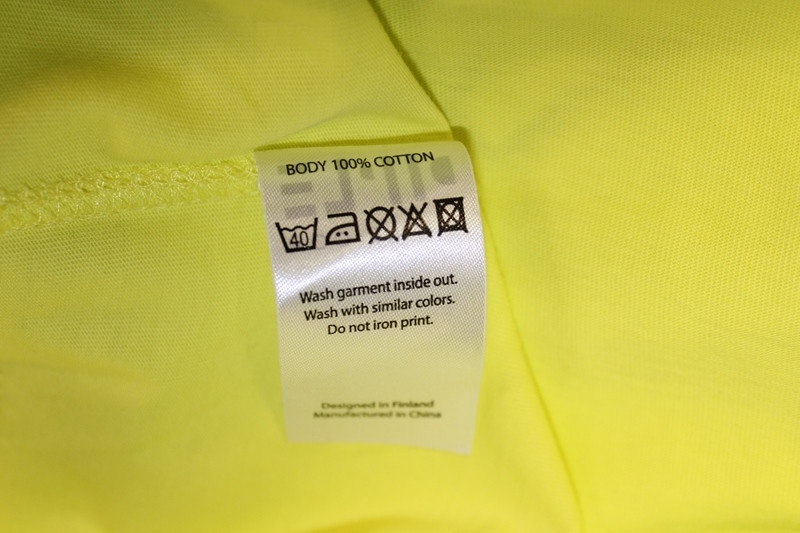 BODY 100% COTTON
40
Wash garment inside out.
Wash with similar colors.
Do not iron print.
Designed in Finland
Manufactured in China